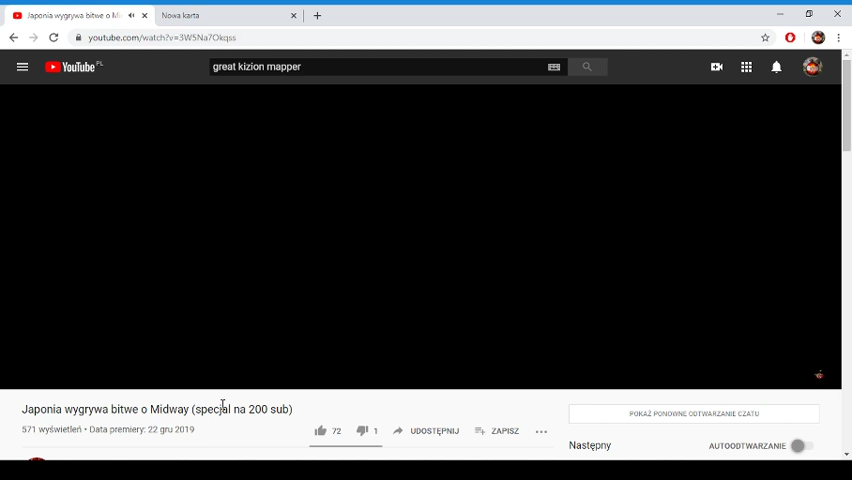 Japonia wygrywa bitwe o Mi
Nowa karta
youtube.com/watch?v=3W5Na7Okqss
YouTube PL
great kizion mapper
Japonia wygrywa bitwe o Midway (specjal na 200 sub)
571 wyświetleń • Data premiery: 22 gru 2019
72
1
UDOSTĘPNIJ
ZAPISZ
POKAŻ PONOWNE ODTWARZANIE CZATU
Następny
AUTOODTWARZANIE